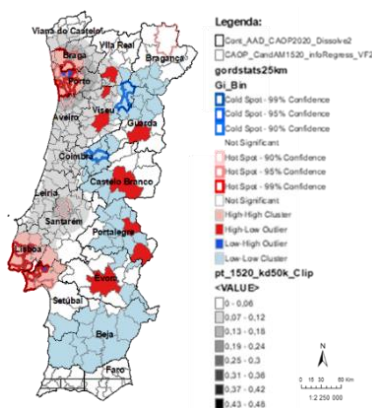 Viana do Castelo
Vila Real
Bragança
Braga
Porto
Viseu
Aveiro
Guarda
Coimbra
Castelo Branco
Leiria
Santarém
Portalegre
Lisboa
Évora
Setúbal
Beja
Faro
Legenda:
Cont_AAD_CAOP2020_Dissolve2
CAOP_CandAM1520_infoRegress_VF2
gordstats25km
Gi_Bin
Cold Spot - 99% Confidence
Cold Spot - 95% Confidence
Cold Spot - 90% Confidence
Not Significant
Hot Spot - 90% Confidence
Hot Spot - 95% Confidence
Hot Spot - 99% Confidence
Not Significant
High-High Cluster
High-Low Outlier
Low-High Outlier
Low-Low Cluster
pt_1520_kd50k_Clip
<VALUE>
0 - 0,06
0,07 - 0,12
0,13 - 0,18
0,19 - 0,24
0,25 - 0,3
0,31 - 0,36
0,37 - 0,42
0,43 - 0,48
N
1:2 250 000